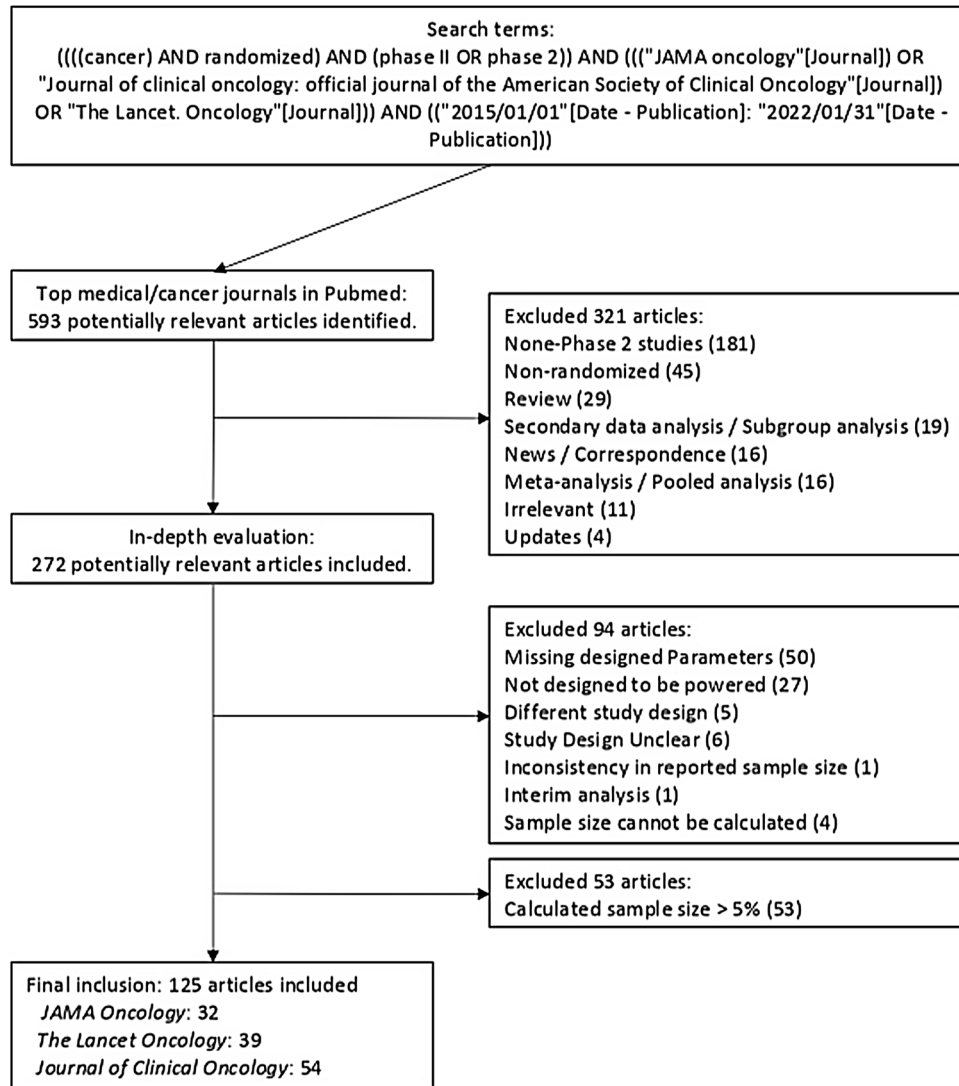 Search terms:
((((cancer) AND randomized) AND (phase II OR phase 2)) AND ((("JAMA oncology"[Journal]) OR
"Journal of clinical oncology: official journal of the American Society of Clinical Oncology"[Journal])
OR "The Lancet. Oncology"[Journal])) AND (("2015/01/01"[Date - Publication]: "2022/01/31"[Date -
Publication]))
Top medical/cancer journals in Pubmed:
593 potentially relevant articles identified.
Excluded 321 articles:
None-Phase 2 studies (181)
Non-randomized (45)
Review (29)
Secondary data analysis / Subgroup analysis (19)
News / Correspondence (16)
Meta-analysis / Pooled analysis (16)
Irrelevant (11)
Updates (4)
In-depth evaluation:
272 potentially relevant articles included.
Excluded 94 articles:
Missing designed Parameters (50)
Not designed to be powered (27)
Different study design (5)
Study Design Unclear (6)
Inconsistency in reported sample size (1)
Interim analysis (1)
Sample size cannot be calculated (4)
Excluded 53 articles:
Calculated sample size > 5% (53)
Final inclusion: 125 articles included
JAMA Oncology: 32
The Lancet Oncology: 39
Journal of Clinical Oncology: 54